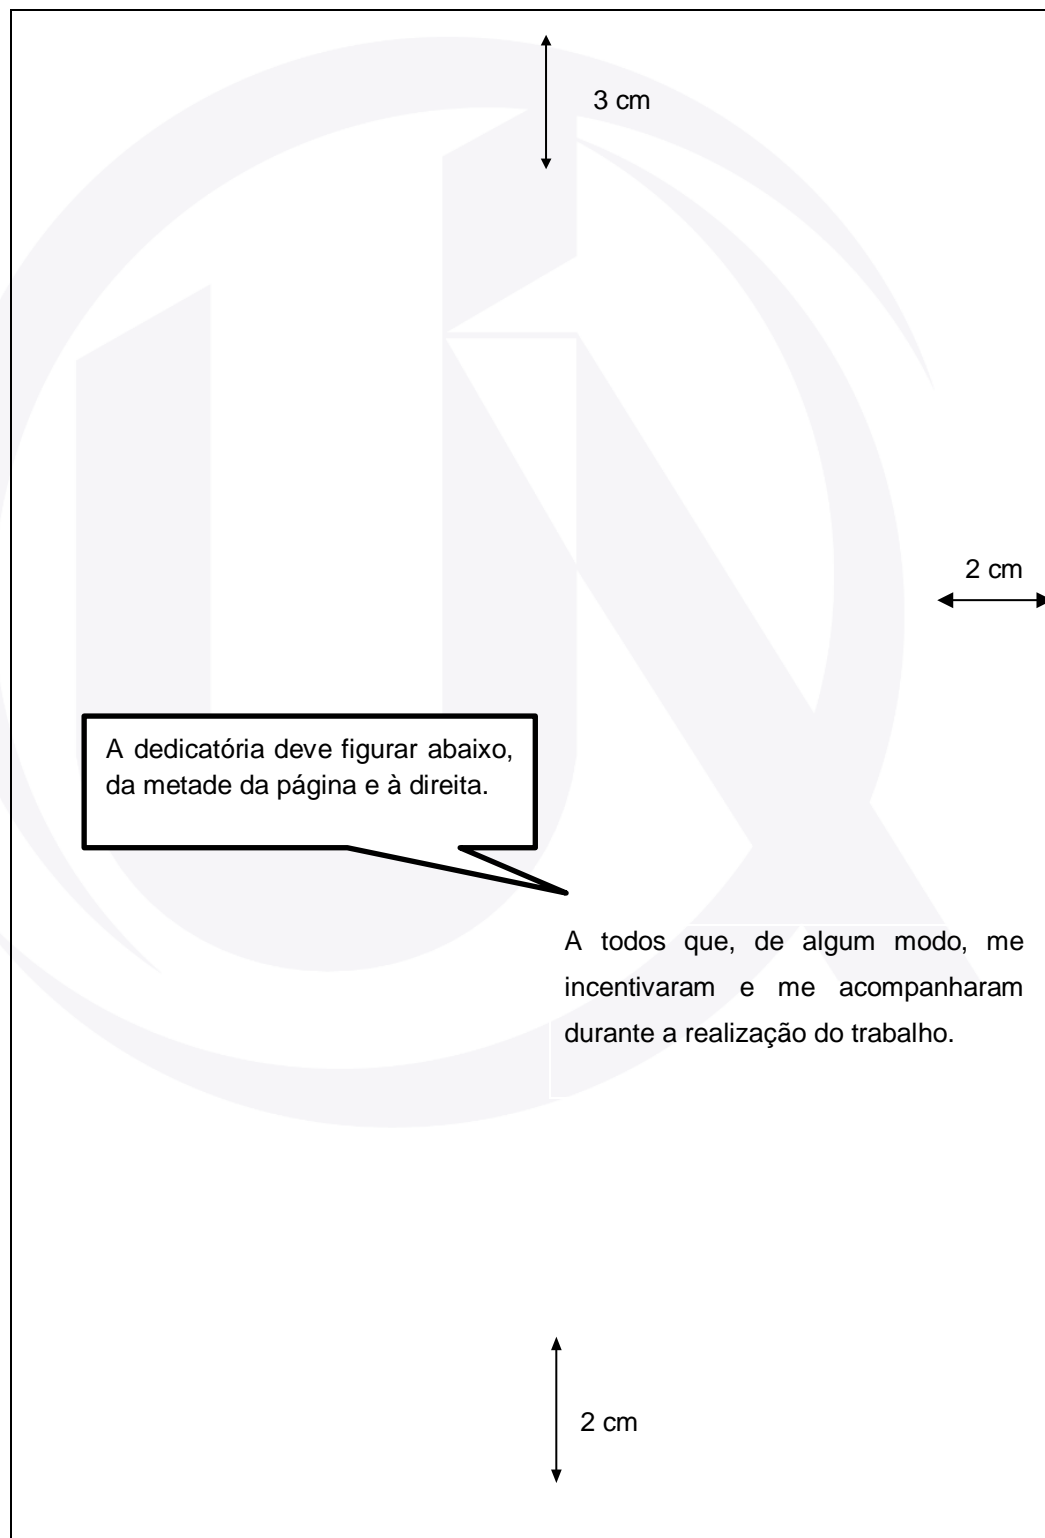 3 cm
2 cm
A dedicatória deve figurar abaixo,
da metade da página e à direita.
A todos que, de algum modo, me
incentivaram e me acompanharam
durante a realização do trabalho.
2 cm